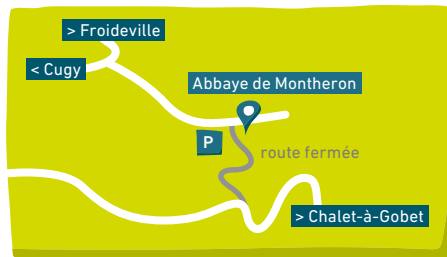 > Froideville
< Cugy
Abbaye de Montheron
P
route fermée
> Chalet-à-Gobet